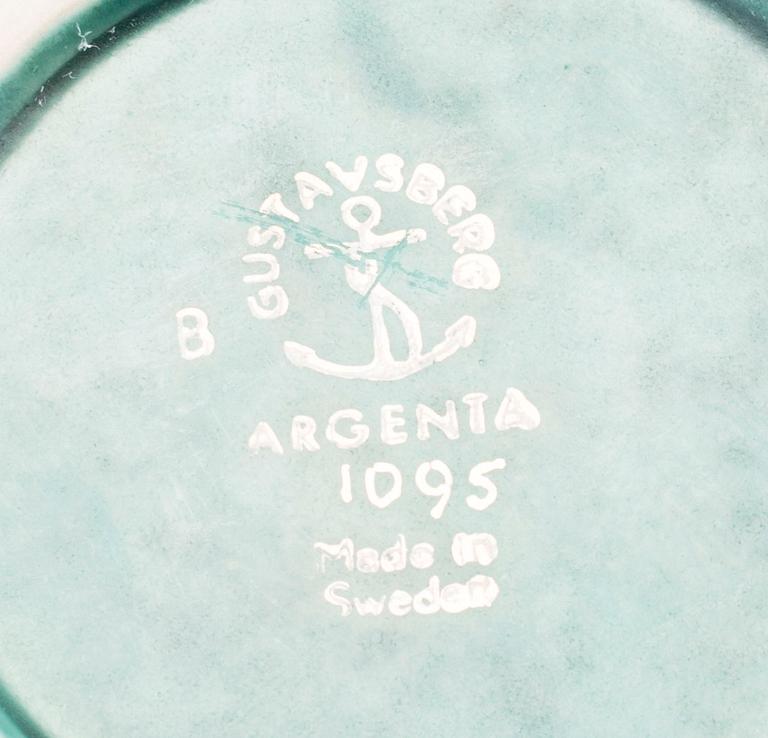 GUSTAVSBERG
B
ARGENTA
1095
Made in
Sweden